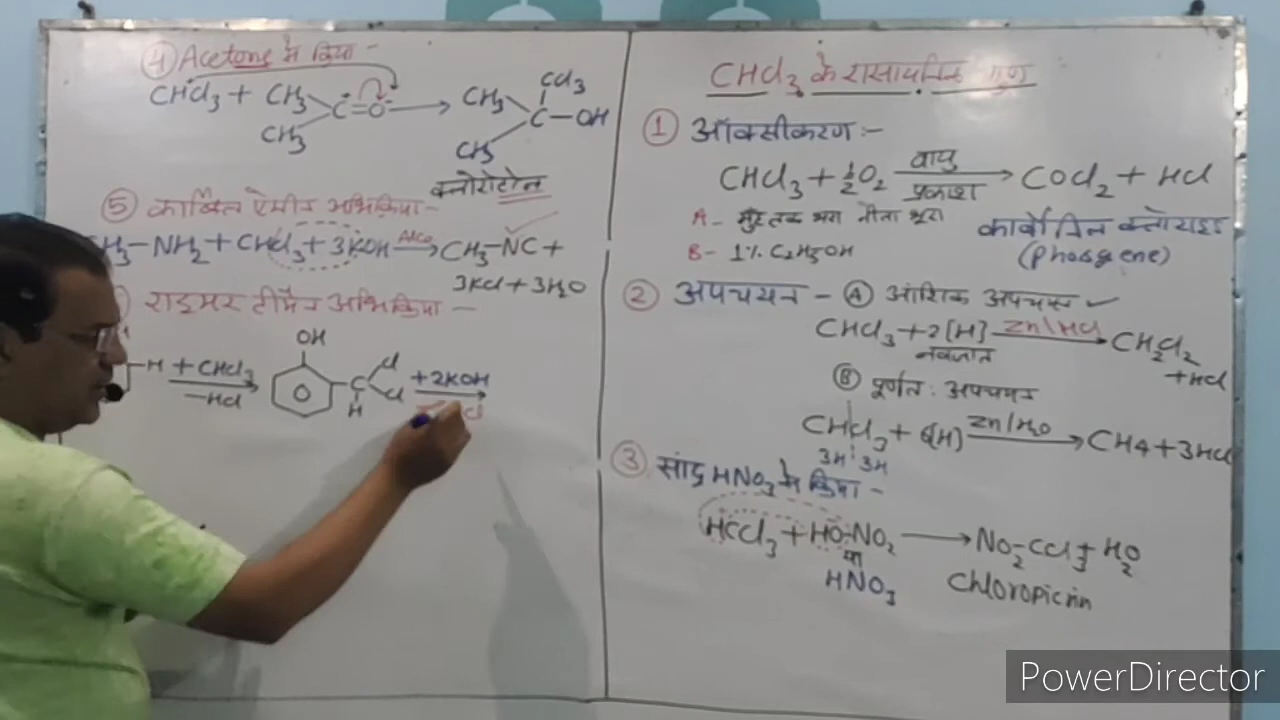 ④ Acetone से क्रिया -
CHCl3 + CH3 CH3 C=O → CH3 CH3 CCl3 C-OH
क्लोरोटोन
⑤ कार्बिल ऐमीन अभिक्रिया-
CH3-NH2 + CHCl3 + 3KOH Alco → CH3-NC +
3KCl + 3H2O
राइमर टीमैन अभिक्रिया -
-H + CHCl3 -HCl → OH C Cl Cl H +2KOH →
CHCl3 के रासायनिक गुण
① ऑक्सीकरण:-
CHCl3 + ½O2 वायु प्रकाश → COCl2 + HCl
A- मुँह तक भरा नीला भूरा
B- 1% C2H5OH
कार्बोनिल क्लोराइड
(Phosgene)
② अपचयन - Ⓐ आंशिक अपचयन ✓
CHCl3 + 2[H] Zn/HCl → CH2Cl2 + HCl
नवजात
Ⓑ पूर्णत: अपचयन
CHCl3 + 6(H) Zn/H2O → CH4 + 3HCl
3H 3H
③ सांद्र HNO3 से क्रिया -
HCCl3 + HO-NO2 → NO2-CCl3 + H2O
या
HNO3
Chloropicrin
PowerDirector